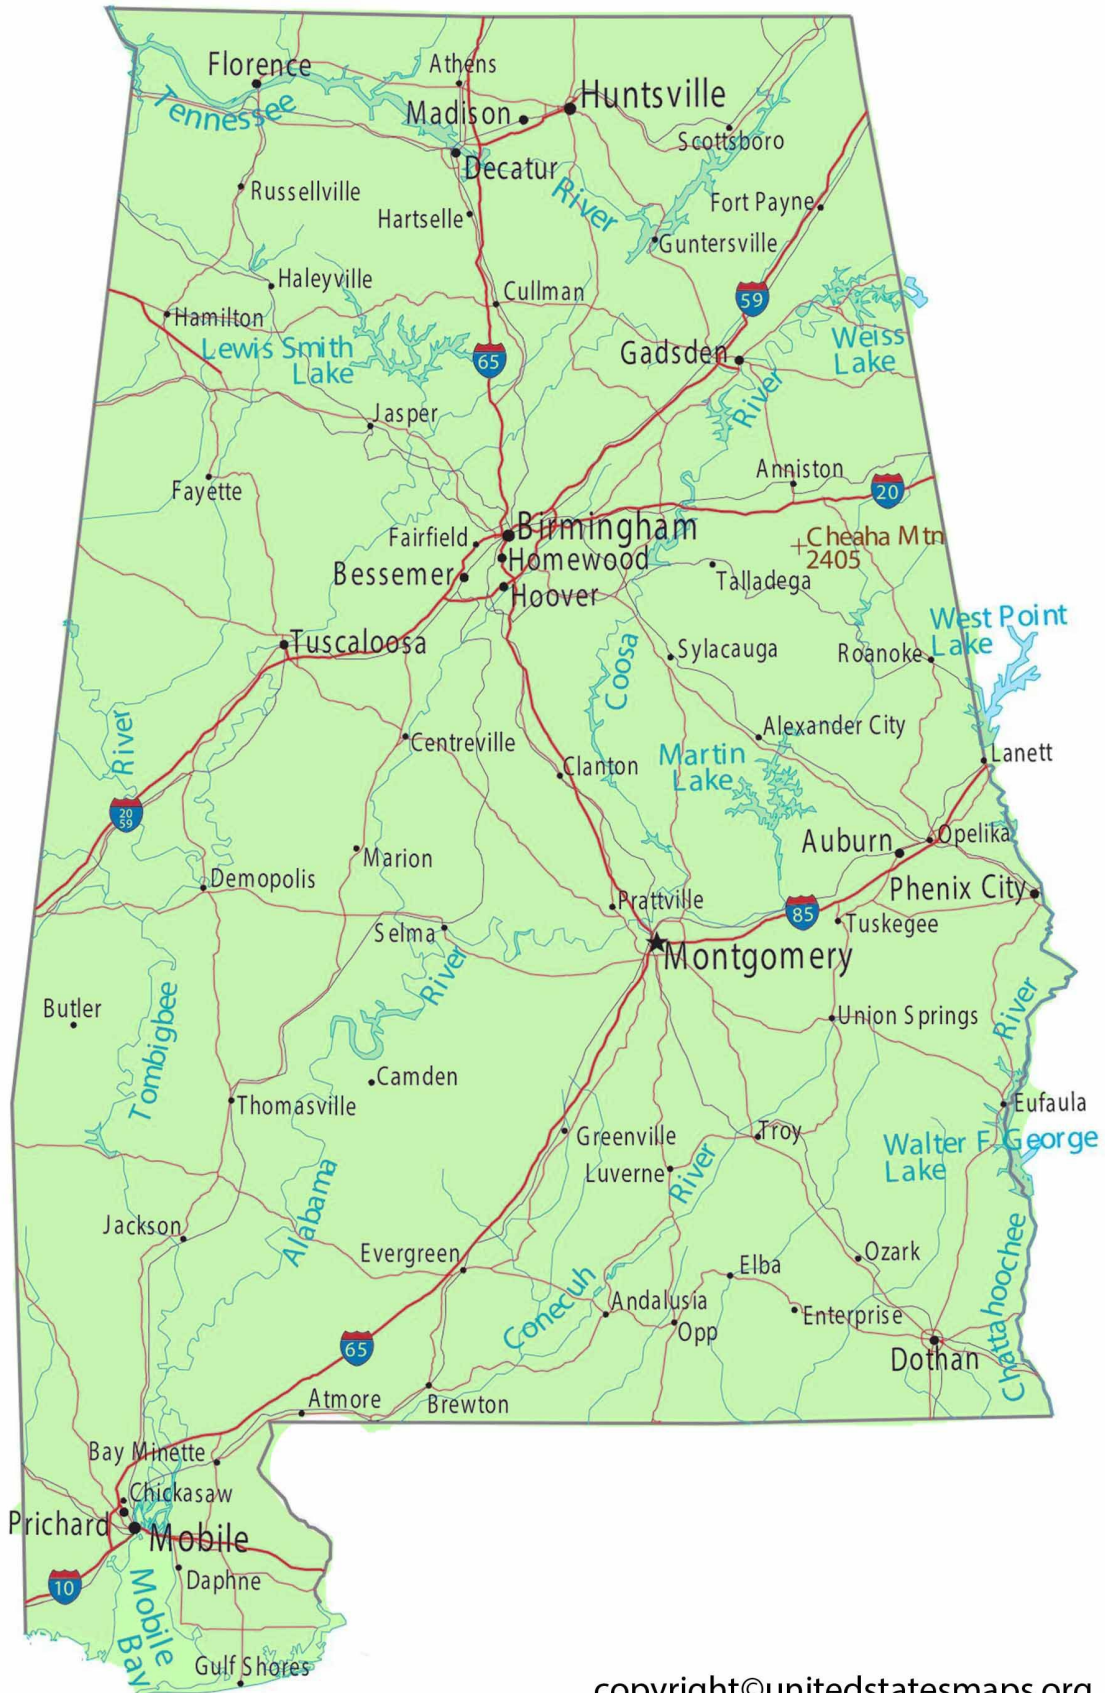 Florence
Athens
Huntsville
Madison
Tennessee
Scottsboro
Decatur
Russellville
River
Fort Payne
Hartselle
Guntersville
Haleyville
Cullman
59
Hamilton
Weiss
Lake
Lewis Smith
Lake
65
Gadsden
River
Jasper
Anniston
Fayette
20
Birmingham
Fairfield
Cheaha Mtn
2405
Homewood
Bessemer
Talladega
Hoover
West Point
Lake
Tuscaloosa
Coosa
Sylacauga
Roanoke
River
Alexander City
Centreville
Martin
Lake
Lanett
Clanton
20
59
Auburn
Opelika
Marion
Demopolis
Phenix City
Prattville
85
Tuskegee
Selma
Montgomery
River
Butler
Tombigbee
River
Union Springs
Camden
Thomasville
Eufaula
Greenville
Troy
Walter F. George
Lake
Luverne
River
Alabama
Jackson
Evergreen
Ozark
Elba
Chattahoochee
Conecuh
Andalusia
Enterprise
Opp
65
Dothan
Atmore
Brewton
Bay Minette
Chickasaw
Prichard
Mobile
10
Daphne
Mobile
Bay
Gulf Shores
copyright©unitedstatesmaps.org